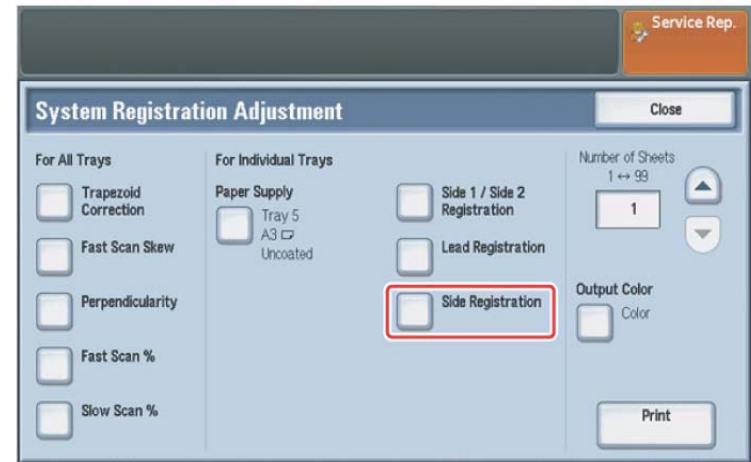 Service Rep.
System Registration Adjustment
Close
For All Trays
Trapezoid
Correction
Fast Scan Skew
Perpendicularity
Fast Scan %
Slow Scan %
For Individual Trays
Paper Supply
Tray 5
A3
Uncoated
Side 1 / Side 2
Registration
Lead Registration
Side Registration
Number of Sheets
1 ↔ 99
1
Output Color
Color
Print